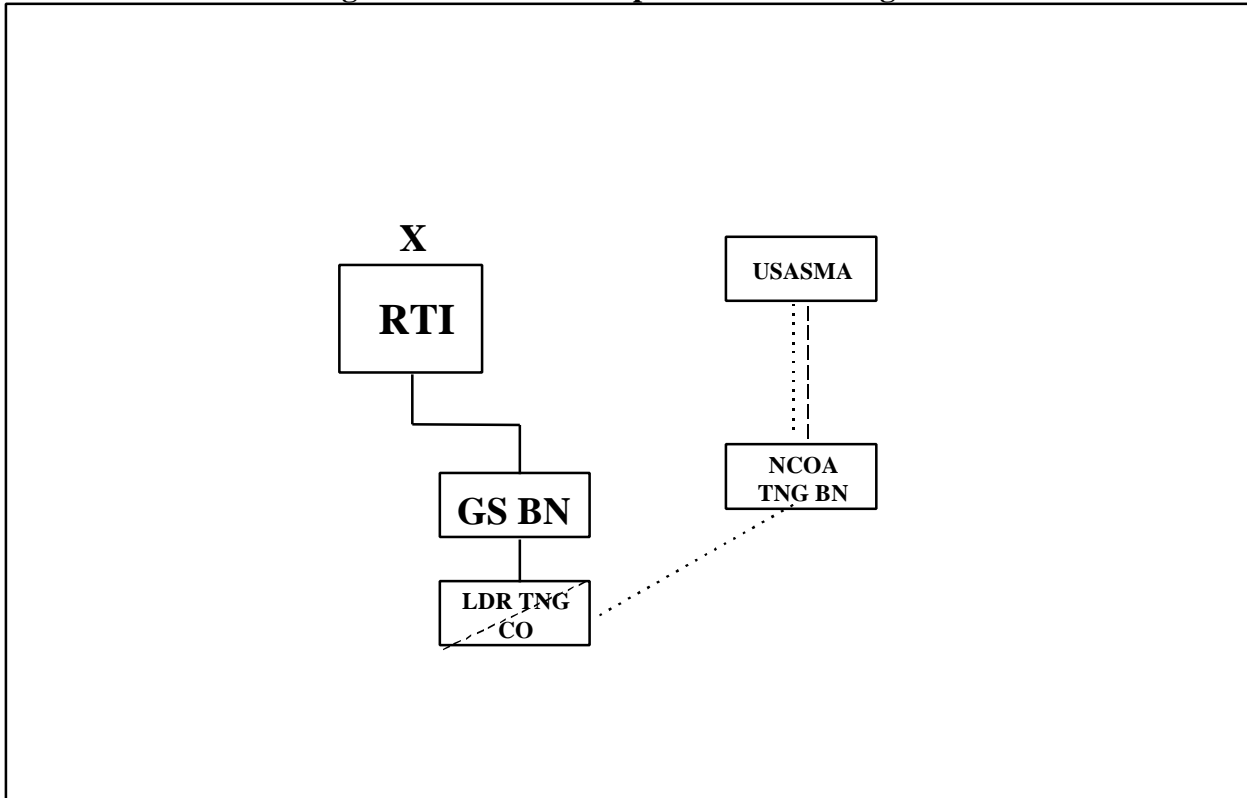 X
RTI
USASMA
NCOA
TNG BN
GS BN
LDR TNG
CO